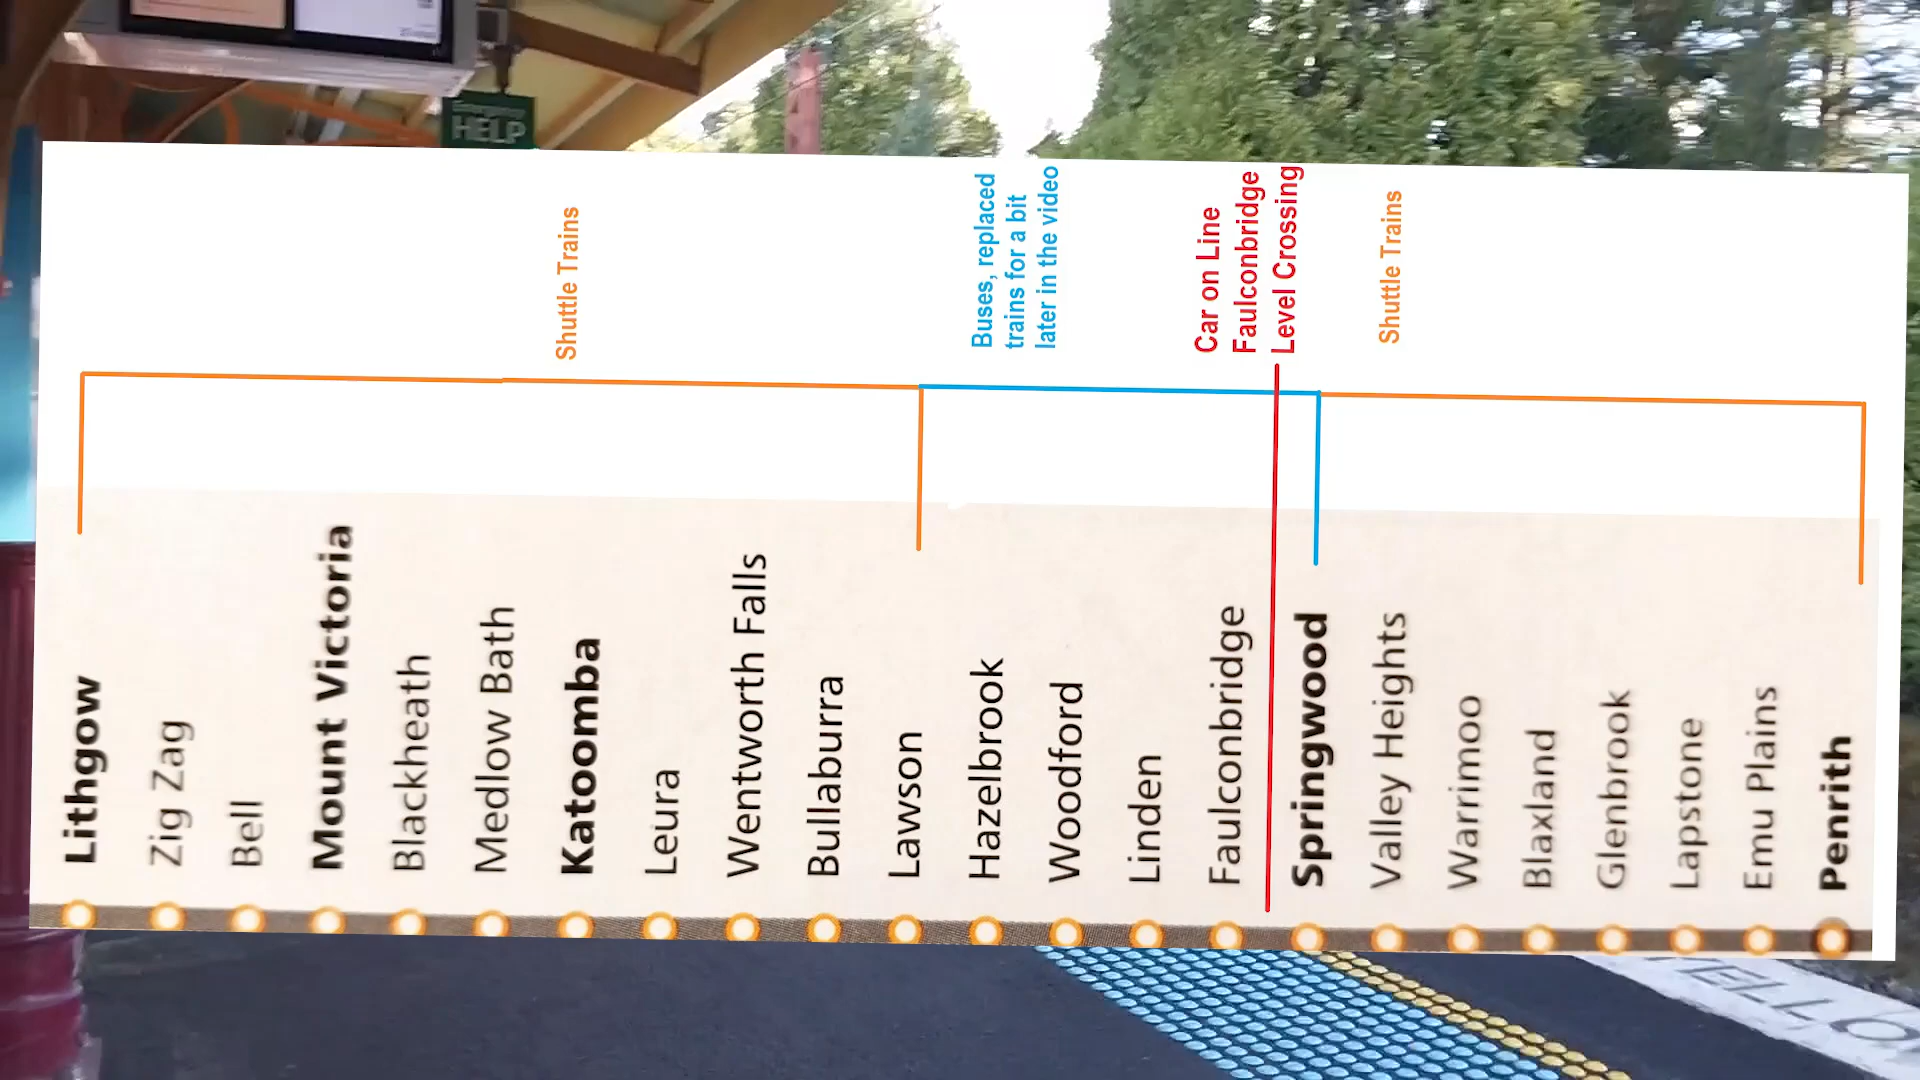 Emergency
HELP
Shuttle Trains
Buses, replaced
trains for a bit
later in the video
Car on Line
Faulconbridge
Level Crossing
Shuttle Trains
Lithgow
Zig Zag
Bell
Mount Victoria
Blackheath
Medlow Bath
Katoomba
Leura
Wentworth Falls
Bullaburra
Lawson
Hazelbrook
Woodford
Linden
Faulconbridge
Springwood
Valley Heights
Warrimoo
Blaxland
Glenbrook
Lapstone
Emu Plains
Penrith